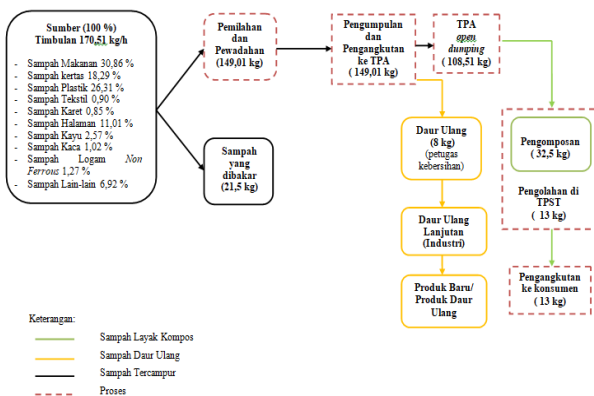 Sumber (100 %)
Timbulan 170,51 kg/h
- Sampah Makanan 30,86 %
- Sampah kertas 18,29 %
- Sampah Plastik 26,31 %
- Sampah Tekstil 0,90 %
- Sampah Karet 0,85 %
- Sampah Halaman 11,01 %
- Sampah Kayu 2,57 %
- Sampah Kaca 1,02 %
- Sampah Logam Non
Ferrous 1,27 %
- Sampah Lain-lain 6,92 %
Pemilahan
dan
Pewadahan
(149,01 kg)
Sampah
yang
dibakar
(21,5 kg)
Pengumpulan
dan
Pengangkutan
ke TPA
( 149,01 kg)
TPA
open
dumping
( 108,51 kg)
Daur Ulang
(8 kg)
(petugas
kebersihan)
Daur Ulang
Lanjutan
(Industri)
Produk Baru/
Produk Daur
Ulang
Pengomposan
( 32,5 kg)
Pengolahan di
TPST
( 13 kg)
Pengangkutan
ke konsumen
( 13 kg)
Keterangan:
Sampah Layak Kompos
Sampah Daur Ulang
Sampah Tercampur
Proses